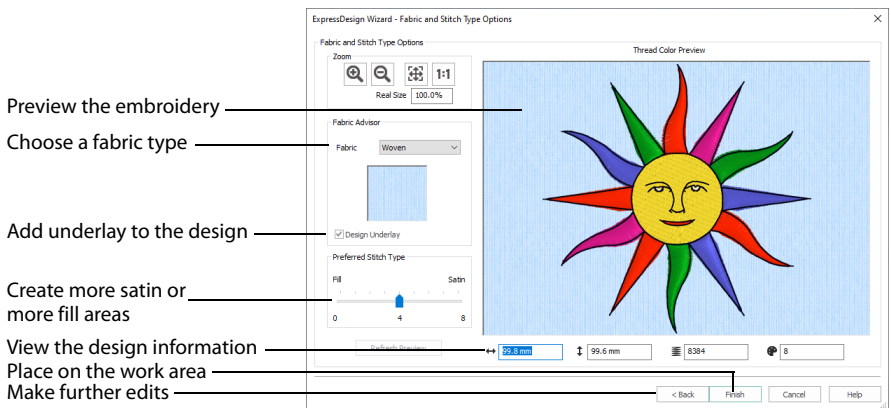 ExpressDesign Wizard - Fabric and Stitch Type Options
Fabric and Stitch Type Options
Zoom
1:1
Real Size 100.0%
Thread Color Preview
Preview the embroidery
Fabric Advisor
Choose a fabric type
Fabric Woven
Add underlay to the design
Design Underlay
Preferred Stitch Type
Fill Satin
Create more satin or
more fill areas
0 4 8
View the design information
Refresh Preview
99.8 mm 99.6 mm 8384 8
Place on the work area
Make further edits
< Back Finish Cancel Help